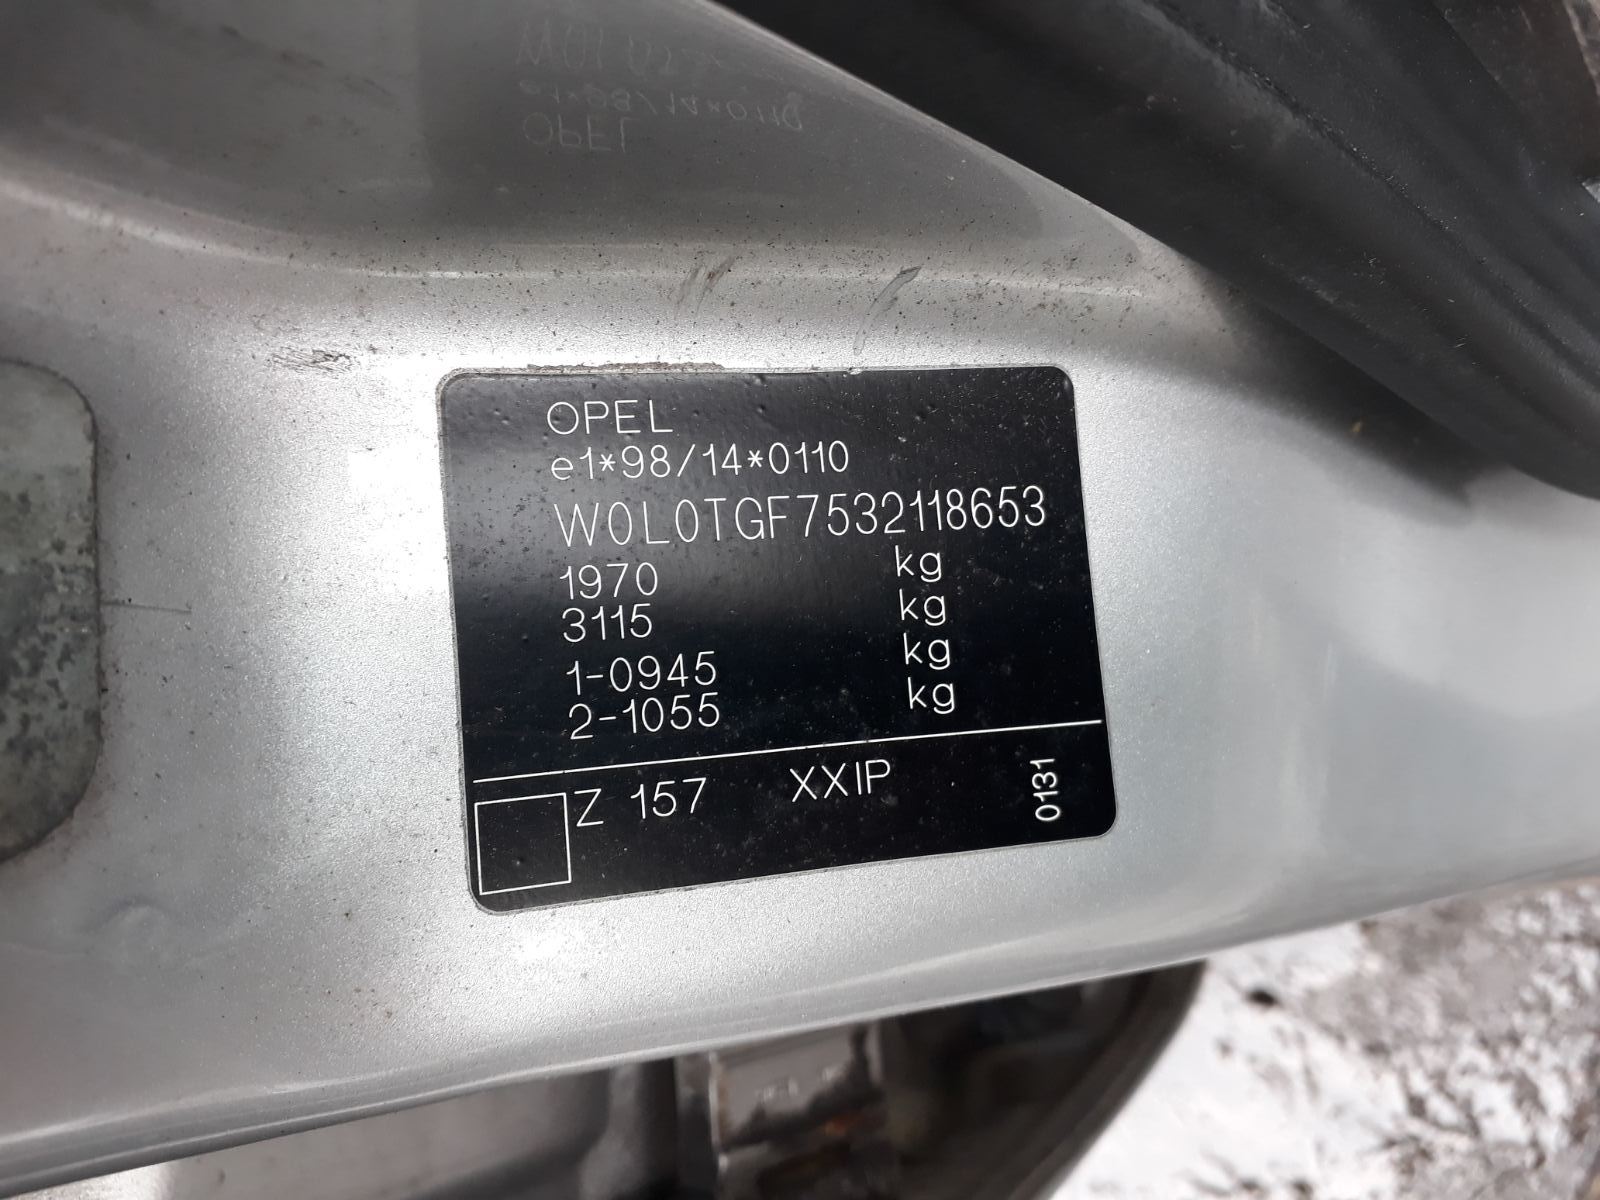 OPEL
e1*98/14*0110
W0L0TGF7532118653
1970 kg
3115 kg
1-0945 kg
2-1055 kg
Z 157 XXIP
0131